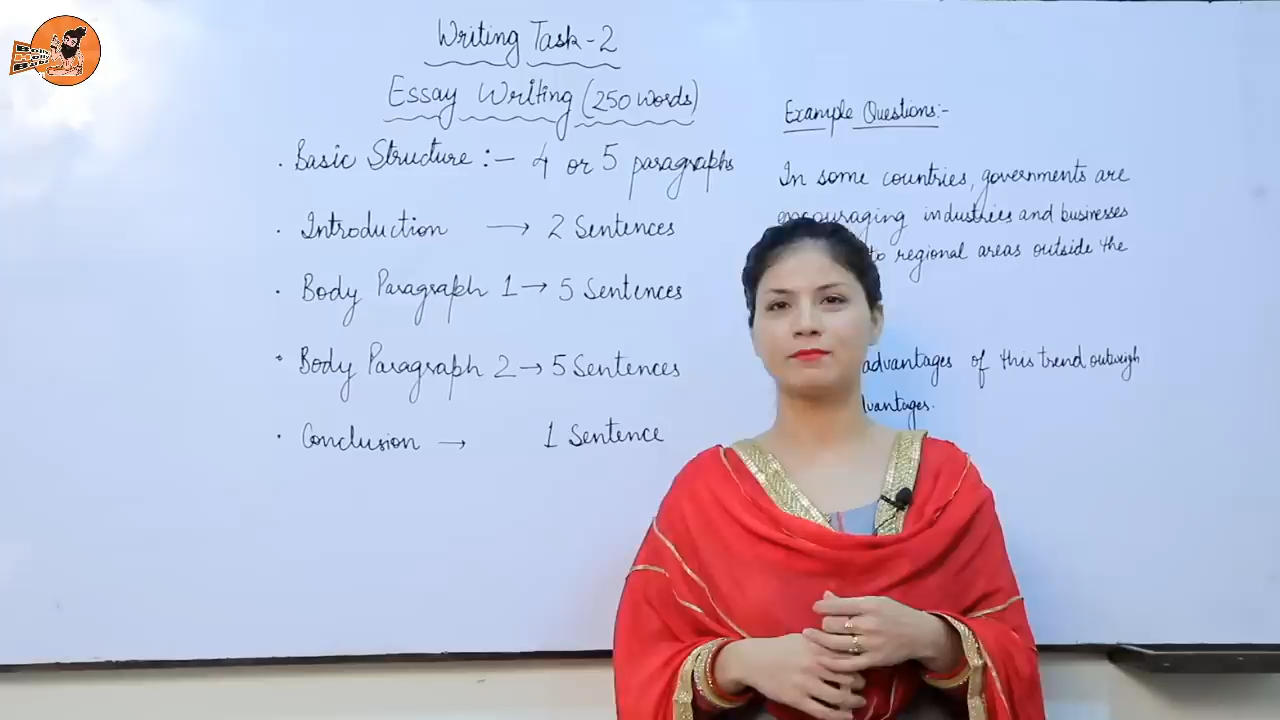 Writing Task-2
Essay Writing (250 words)
. Basic Structure :- 4 or 5 paragraphs
. Introduction → 2 Sentences
. Body Paragraph 1 → 5 Sentences
. Body Paragraph 2 → 5 Sentences
. Conclusion → 1 Sentence
Example Questions:-
In some countries, governments are
encouraging industries and businesses
to regional areas outside the
advantages of this trend outweigh